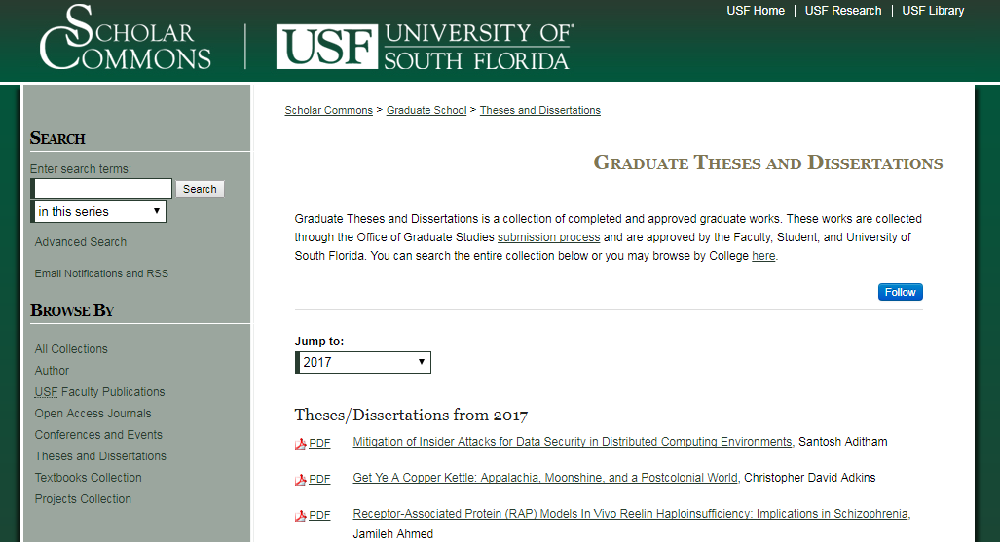 USF Home | USF Research | USF Library
SCHOLAR COMMONS | USF UNIVERSITY OF SOUTH FLORIDA
SEARCH
Enter search terms:
Search
in this series
Advanced Search
Email Notifications and RSS
BROWSE BY
All Collections
Author
USF Faculty Publications
Open Access Journals
Conferences and Events
Theses and Dissertations
Textbooks Collection
Projects Collection
Scholar Commons > Graduate School > Theses and Dissertations
GRADUATE THESES AND DISSERTATIONS
Graduate Theses and Dissertations is a collection of completed and approved graduate works. These works are collected
through the Office of Graduate Studies submission process and are approved by the Faculty, Student, and University of
South Florida. You can search the entire collection below or you may browse by College here.
Follow
Jump to:
2017
Theses/Dissertations from 2017
PDF Mitigation of Insider Attacks for Data Security in Distributed Computing Environments, Santosh Aditham
PDF Get Ye A Copper Kettle: Appalachia, Moonshine, and a Postcolonial World, Christopher David Adkins
PDF Receptor-Associated Protein (RAP) Models In Vivo Reelin Haploinsufficiency: Implications in Schizophrenia,
Jamileh Ahmed